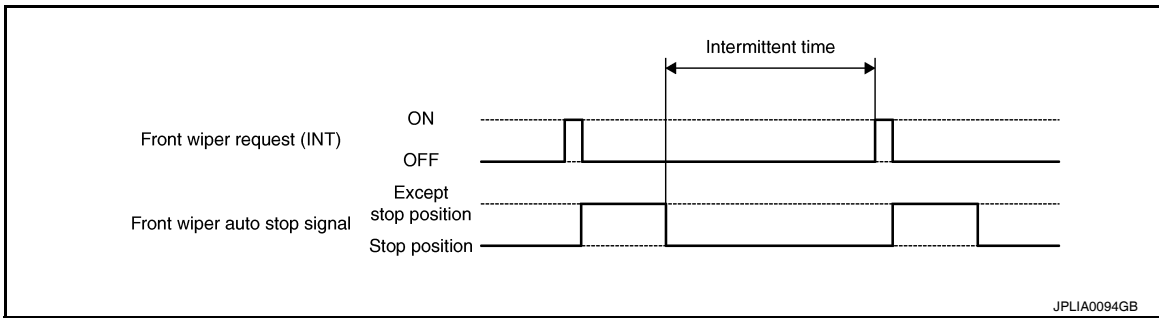 Intermittent time
ON
Front wiper request (INT)
OFF
Except
stop position
Front wiper auto stop signal
Stop position
JPLIA0094GB